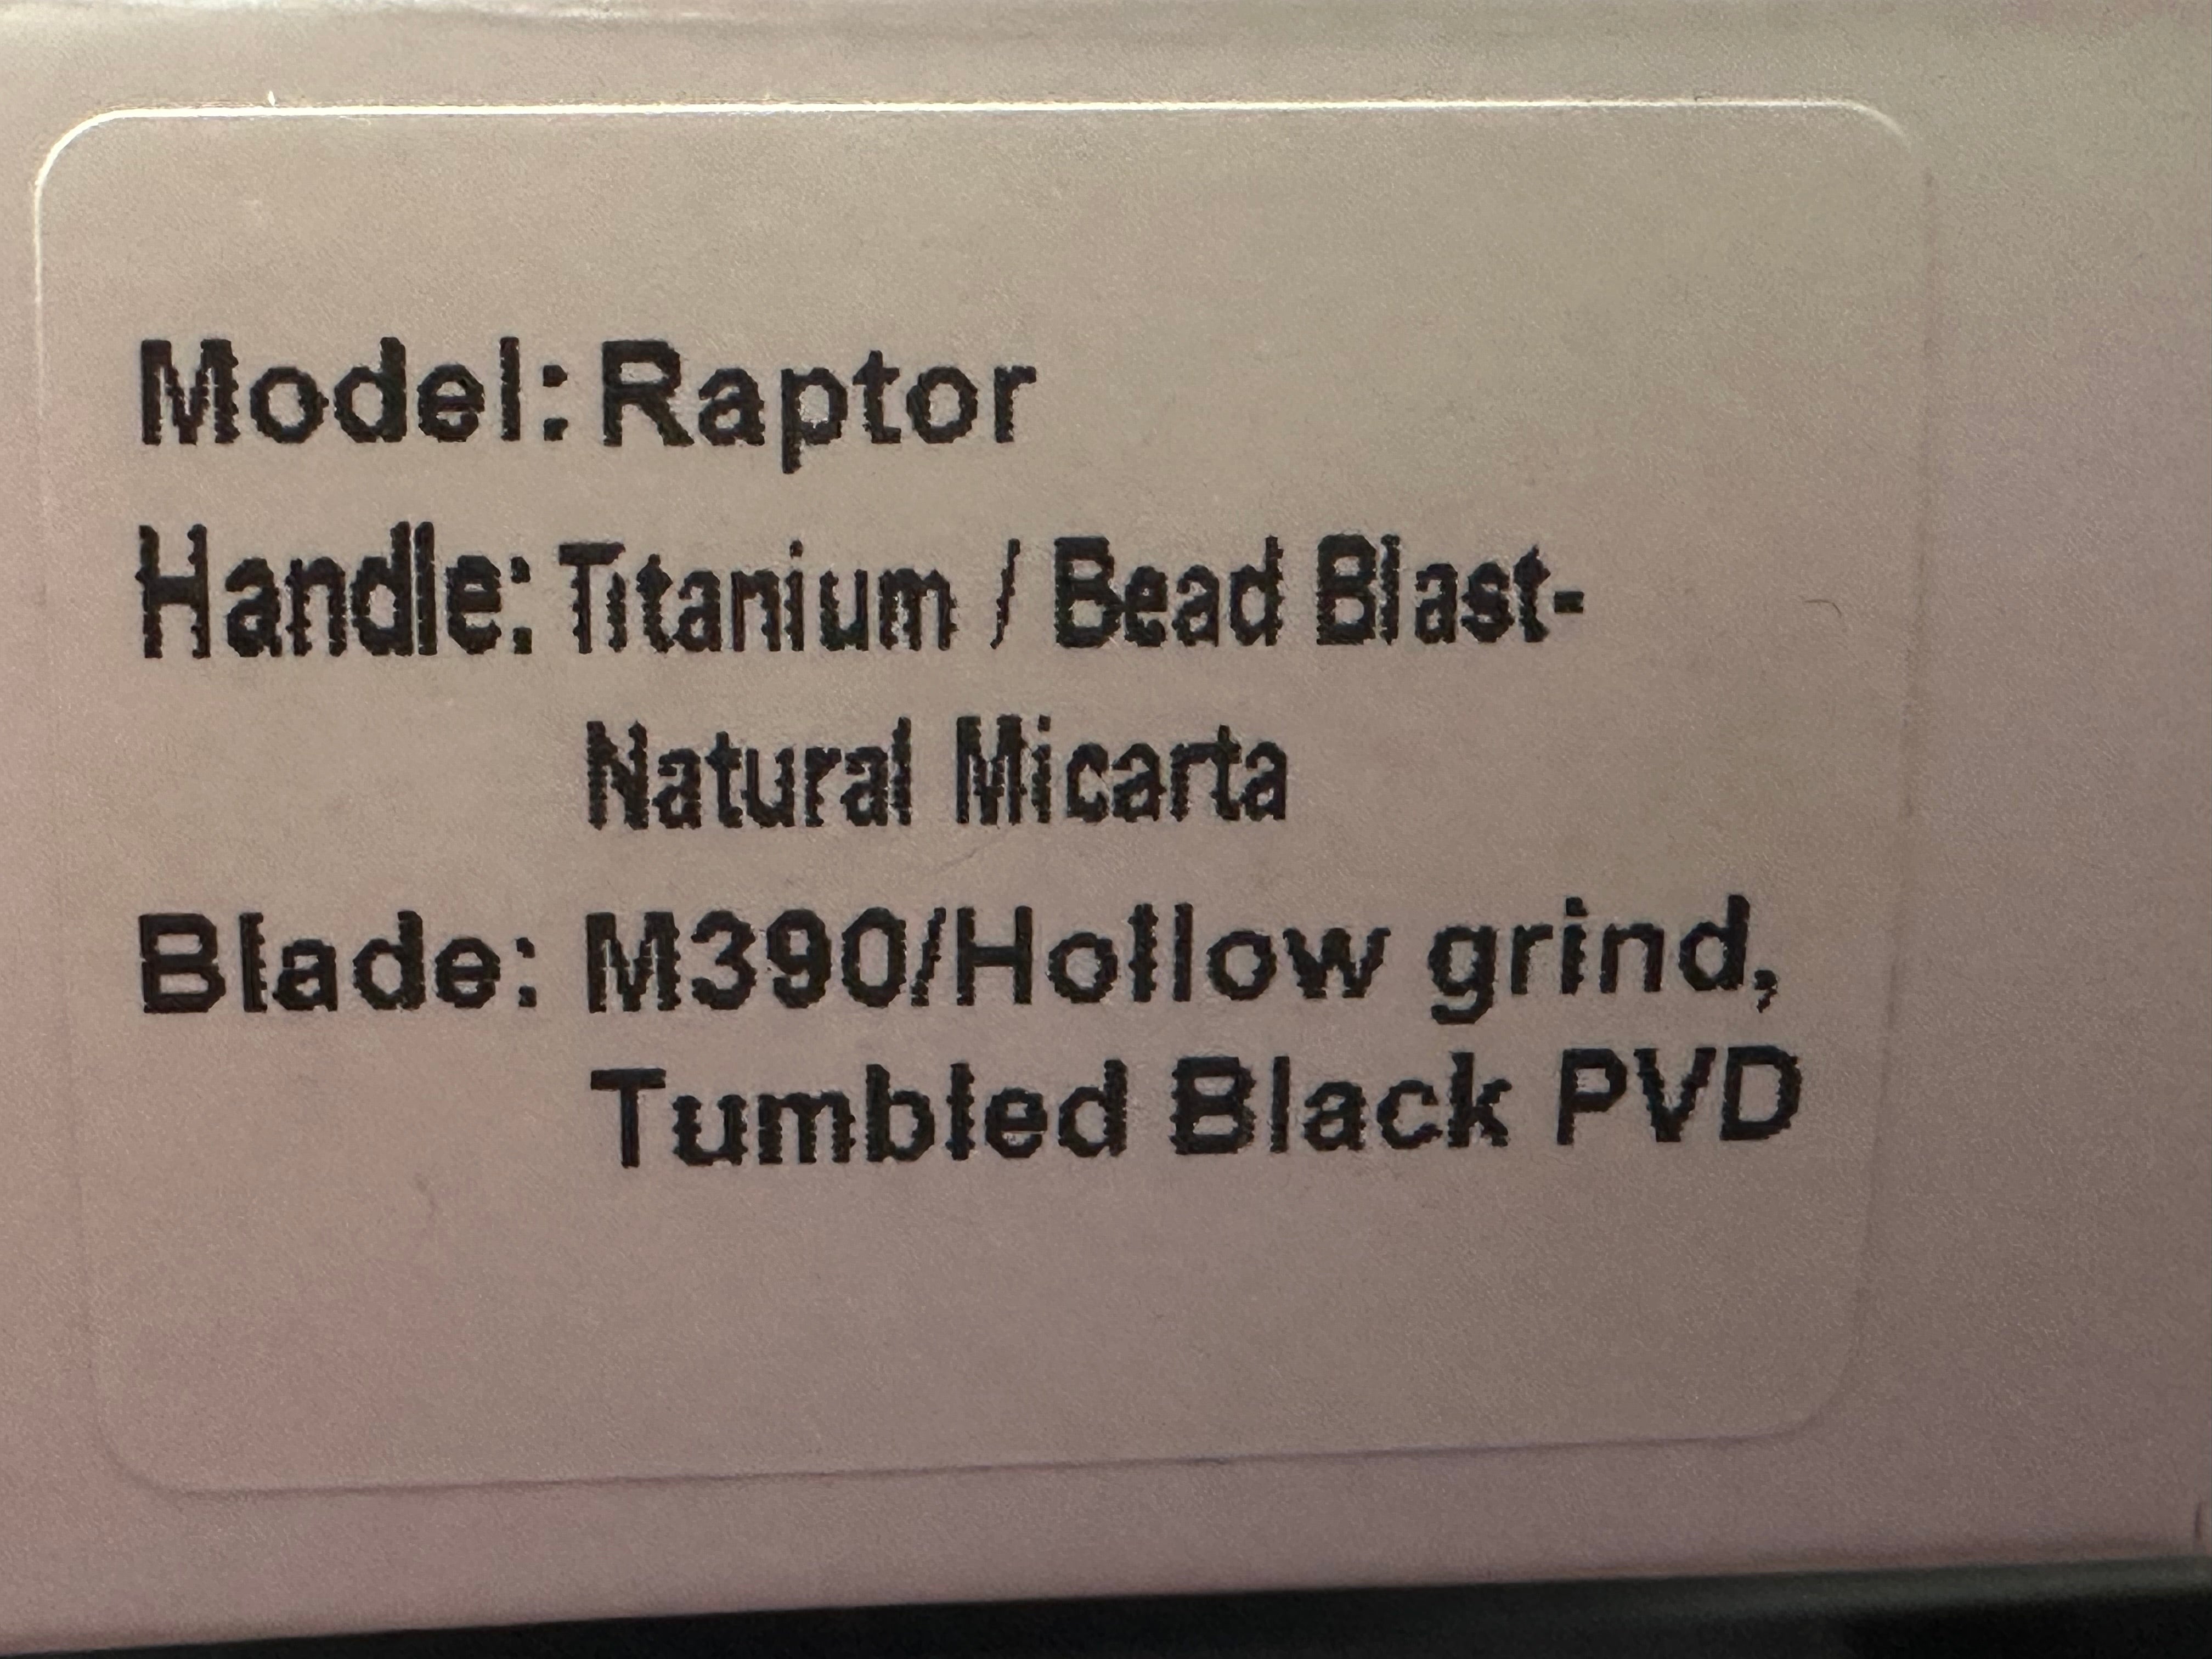 Model: Raptor
Handle: Titanium / Bead Blast-
Natural Micarta
Blade: M390/Hollow grind,
Tumbled Black PVD